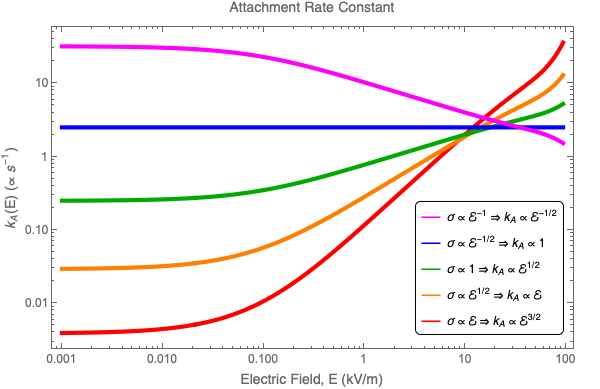 Attachment Rate Constant
k_A(E) (∝ s⁻¹)
10
1
0.10
0.01
σ ∝ ℰ⁻¹ ⇒ k_A ∝ ℰ⁻¹ᐟ²
σ ∝ ℰ⁻¹ᐟ² ⇒ k_A ∝ 1
σ ∝ 1 ⇒ k_A ∝ ℰ¹ᐟ²
σ ∝ ℰ¹ᐟ² ⇒ k_A ∝ ℰ
σ ∝ ℰ ⇒ k_A ∝ ℰ³ᐟ²
0.001 0.010 0.100 1 10 100
Electric Field, E (kV/m)